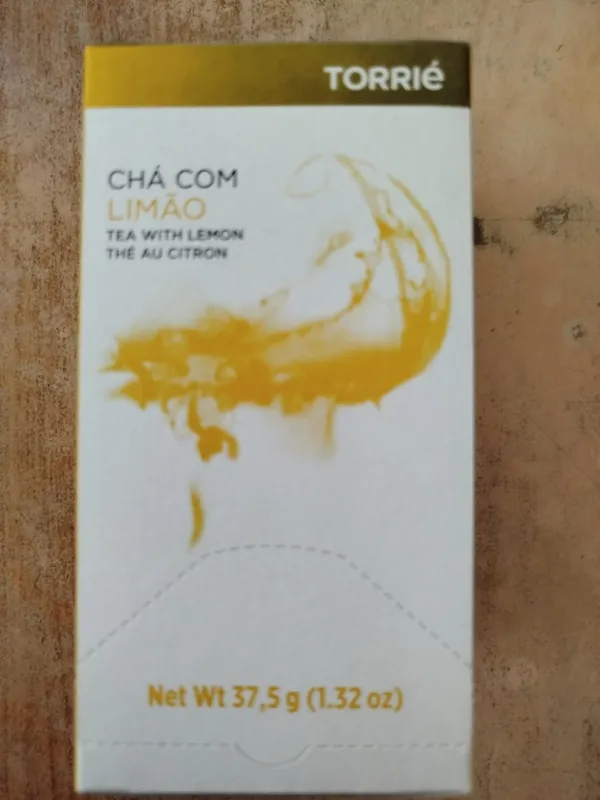 TORRIÉ
CHÁ COM
LIMÃO
TEA WITH LEMON
THÉ AU CITRON
Net Wt 37,5 g (1.32 oz)